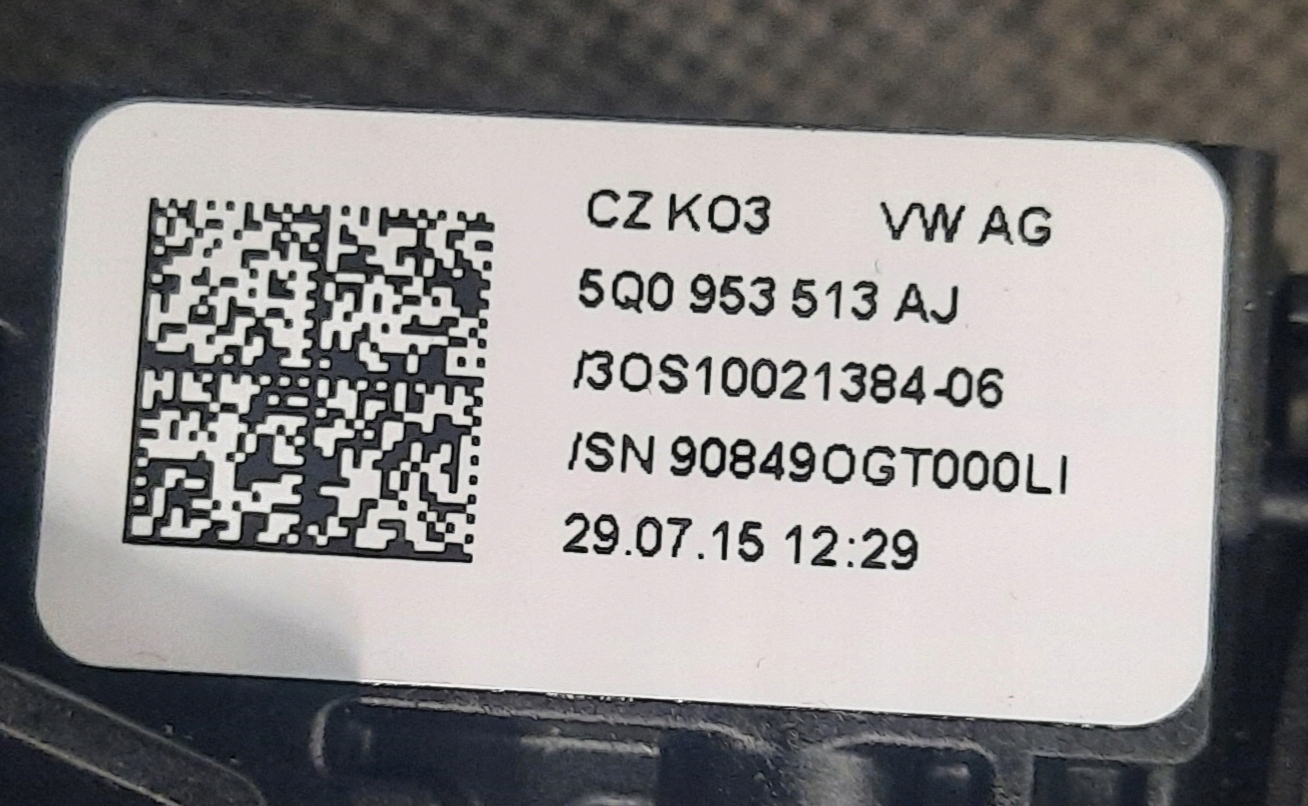 CZ KO3 VW AG
5Q0 953 513 AJ
/3OS10021384-06
/SN 90849OGT000LI
29.07.15 12:29